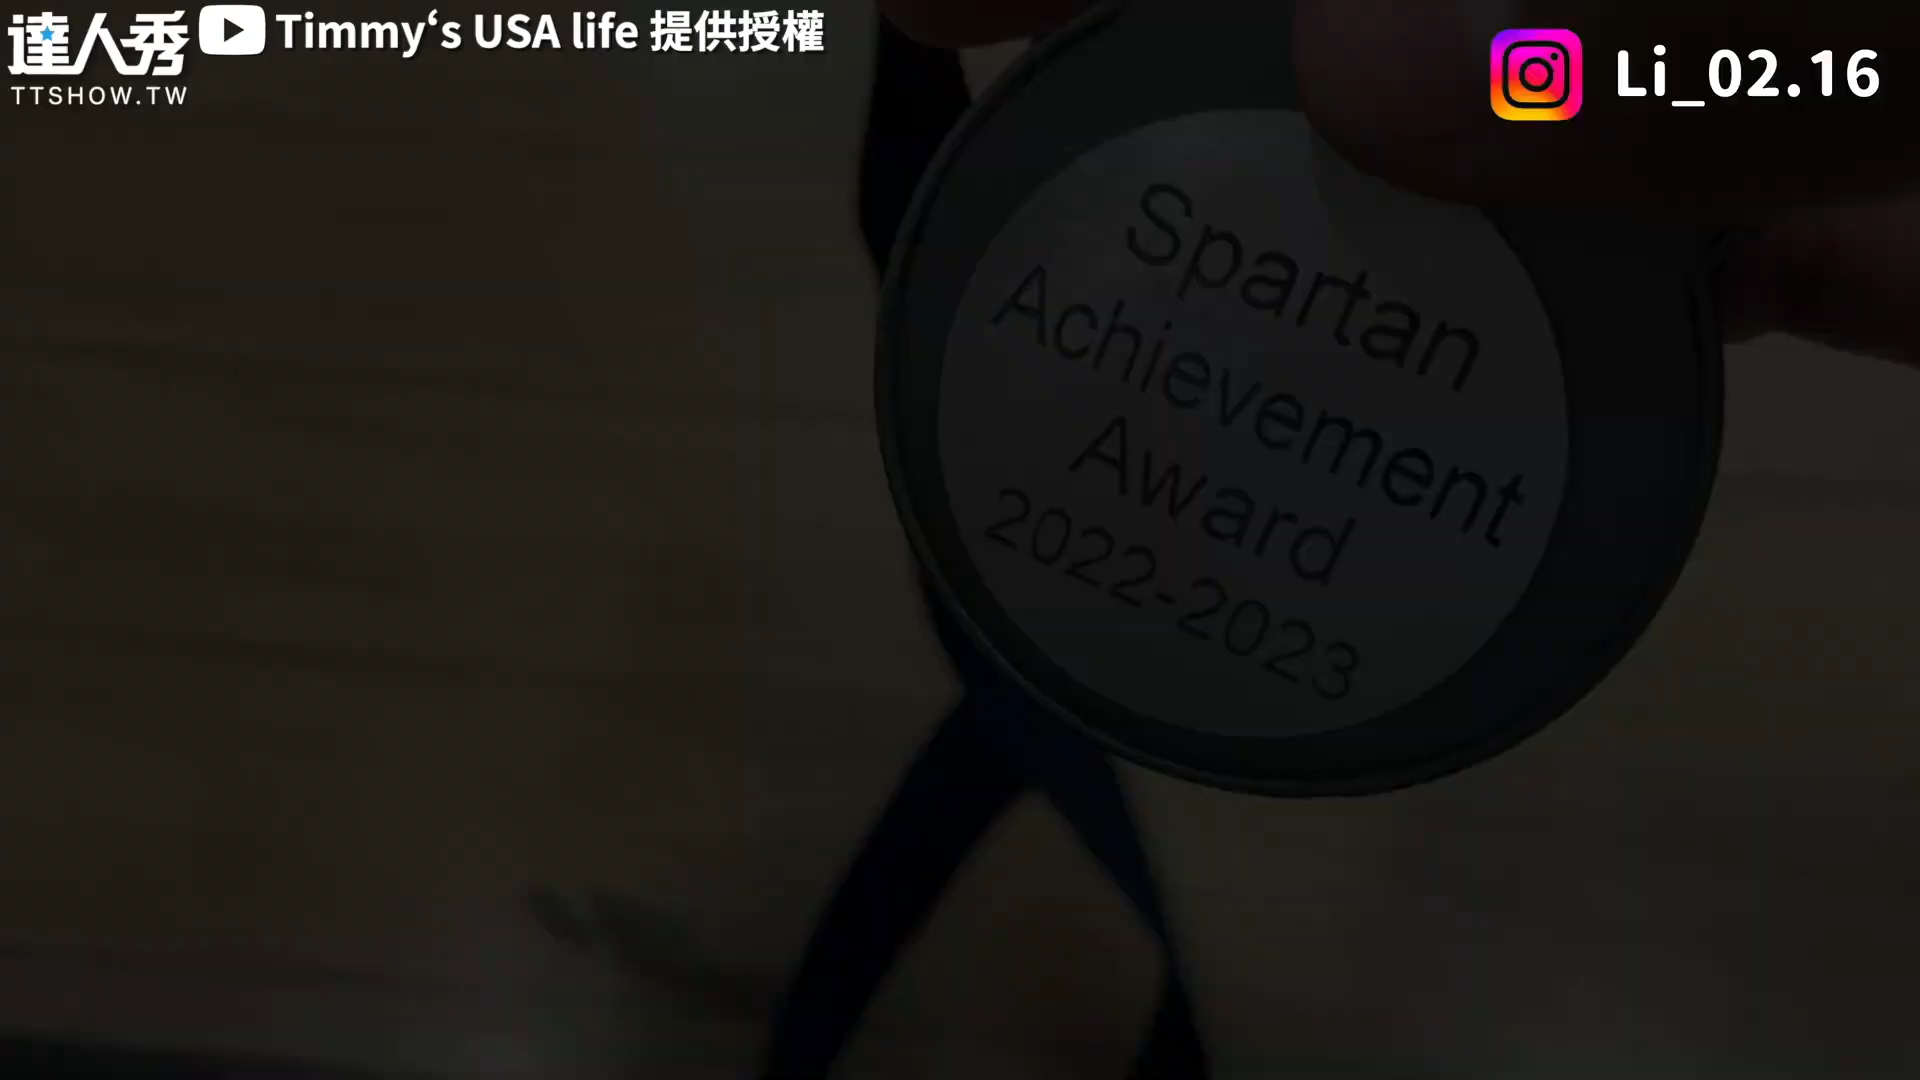 達人秀
TTSHOW.TW
Timmy‘s USA life 提供授權
Li_02.16
Spartan
Achievement
Award
2022-2023